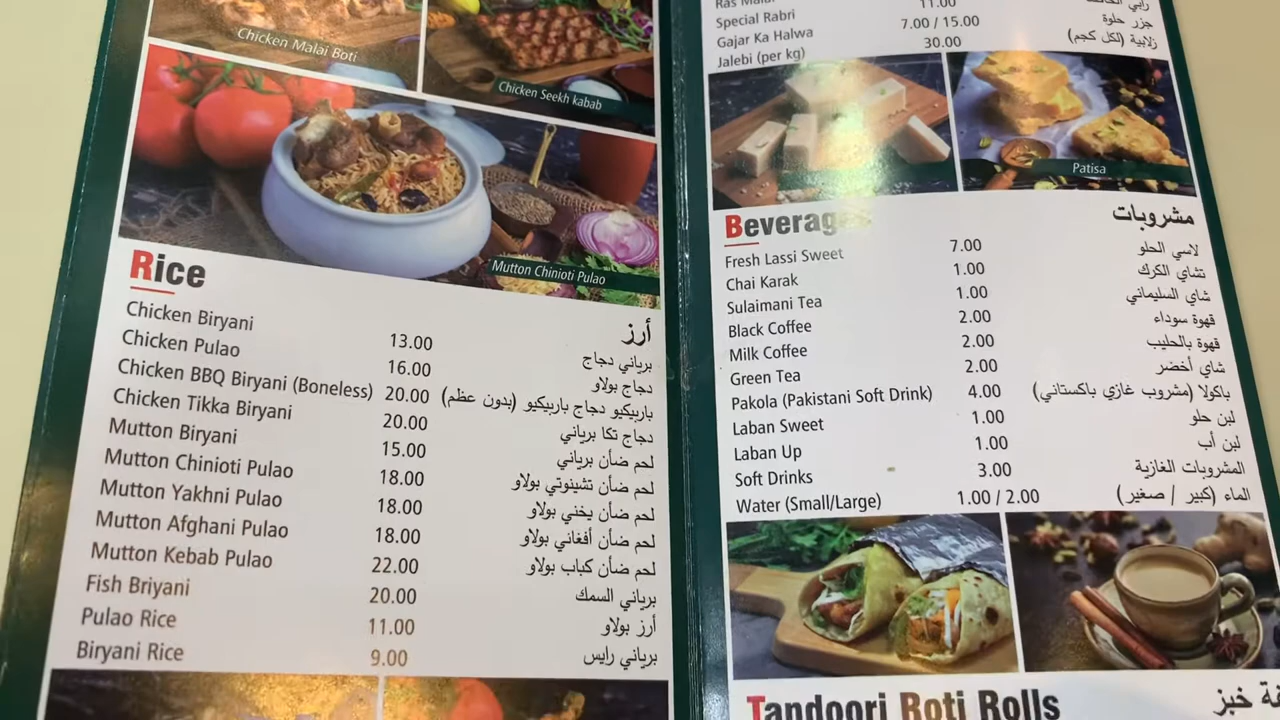 Chicken Malai Boti
Chicken Seekh kabab
Mutton Chinioti Pulao
Rice أرز
Chicken Biryani 13.00 برياني دجاج
Chicken Pulao 16.00 دجاج بولاو
Chicken BBQ Biryani (Boneless) 20.00 باربيكيو دجاج باربيكيو (بدون عظم)
Chicken Tikka Biryani 20.00 دجاج تكا برياني
Mutton Biryani 15.00 لحم ضأن برياني
Mutton Chinioti Pulao 18.00 لحم ضأن تشينوتي بولاو
Mutton Yakhni Pulao 18.00 لحم ضأن يخني بولاو
Mutton Afghani Pulao 18.00 لحم ضأن أفغاني بولاو
Mutton Kebab Pulao 22.00 لحم ضأن كباب بولاو
Fish Briyani 20.00 برياني السمك
Pulao Rice 11.00 أرز بولاو
Biryani Rice 9.00 برياني رايس
Ras Malai
Special Rabri 11.00
Gajar Ka Halwa 7.00 / 15.00 جزر حلوة
Jalebi (per kg) 30.00 زلابية (لكل كجم)
Patisa
Beverages مشروبات
Fresh Lassi Sweet 7.00 لاسي الحلو
Chai Karak 1.00 تشاي الكرك
Sulaimani Tea 1.00 شاي السليماني
Black Coffee 2.00 قهوة سوداء
Milk Coffee 2.00 قهوة بالحليب
Green Tea 2.00 شاي أخضر
Pakola (Pakistani Soft Drink) 4.00 باكولا (مشروب غازي باكستاني)
Laban Sweet 1.00 لبن حلو
Laban Up 1.00 لبن أب
Soft Drinks 3.00 المشروبات الغازية
Water (Small/Large) 1.00 / 2.00 الماء (كبير / صغير)
Tandoori Roti Rolls خبز